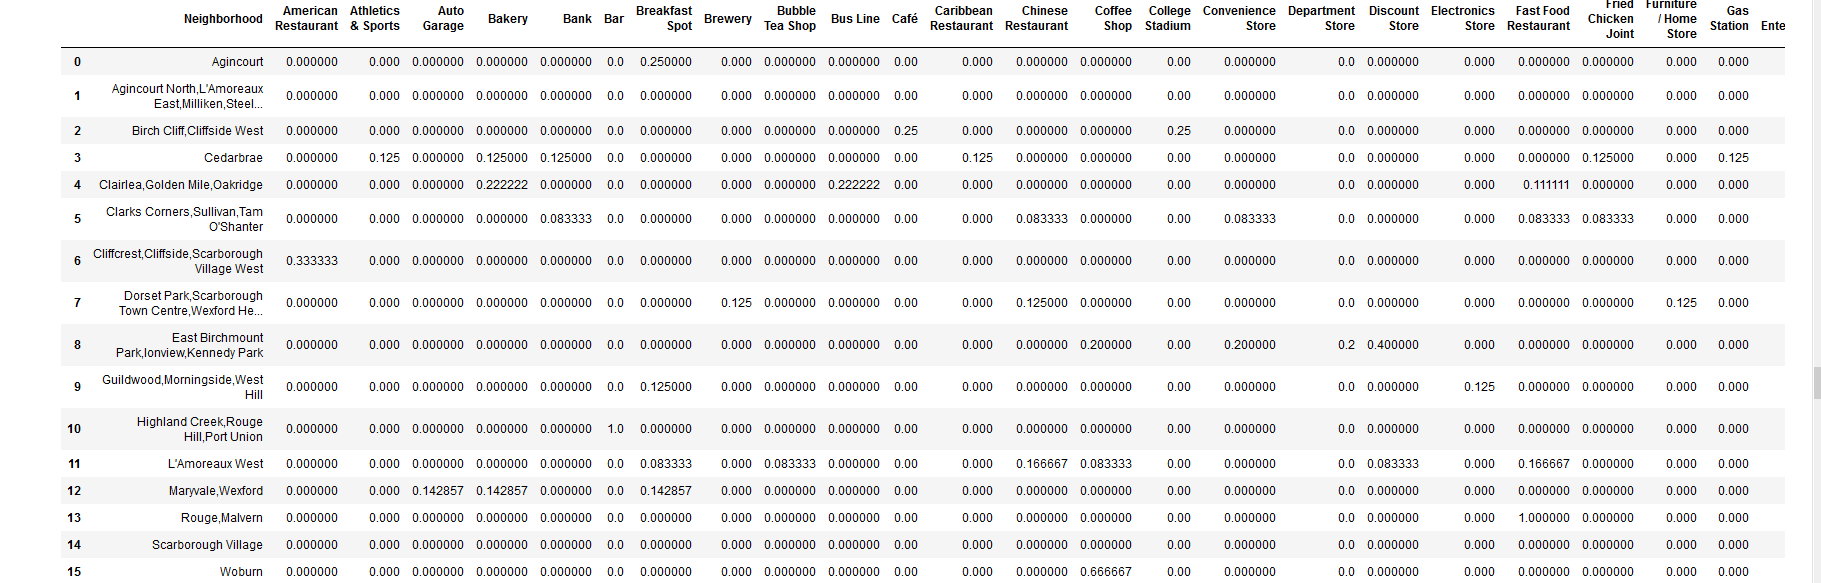 Neighborhood American Restaurant Athletics & Sports Auto Garage Bakery Bank Bar Breakfast Spot Brewery Bubble Tea Shop Bus Line Café Caribbean Restaurant Chinese Restaurant Coffee Shop College Stadium Convenience Store Department Store Discount Store Electronics Store Fast Food Restaurant Fried Chicken Joint Furniture / Home Store Gas Station Ente
0 Agincourt 0.000000 0.000 0.000000 0.000000 0.000000 0.0 0.250000 0.000 0.000000 0.000000 0.00 0.000 0.000000 0.000000 0.00 0.000000 0.0 0.000000 0.000 0.000000 0.000000 0.000 0.000
1 Agincourt North,L'Amoreaux East,Milliken,Steel... 0.000000 0.000 0.000000 0.000000 0.000000 0.0 0.000000 0.000 0.000000 0.000000 0.00 0.000 0.000000 0.000000 0.00 0.000000 0.0 0.000000 0.000 0.000000 0.000000 0.000 0.000
2 Birch Cliff,Cliffside West 0.000000 0.000 0.000000 0.000000 0.000000 0.0 0.000000 0.000 0.000000 0.000000 0.25 0.000 0.000000 0.000000 0.25 0.000000 0.0 0.000000 0.000 0.000000 0.000000 0.000 0.000
3 Cedarbrae 0.000000 0.125 0.000000 0.125000 0.125000 0.0 0.000000 0.000 0.000000 0.000000 0.00 0.125 0.000000 0.000000 0.00 0.000000 0.0 0.000000 0.000 0.000000 0.125000 0.000 0.125
4 Clairlea,Golden Mile,Oakridge 0.000000 0.000 0.000000 0.222222 0.000000 0.0 0.000000 0.000 0.000000 0.222222 0.00 0.000 0.000000 0.000000 0.00 0.000000 0.0 0.000000 0.000 0.111111 0.000000 0.000 0.000
5 Clarks Corners,Sullivan,Tam O'Shanter 0.000000 0.000 0.000000 0.000000 0.083333 0.0 0.000000 0.000 0.000000 0.000000 0.00 0.000 0.083333 0.000000 0.00 0.083333 0.0 0.000000 0.000 0.083333 0.083333 0.000 0.000
6 Cliffcrest,Cliffside,Scarborough Village West 0.333333 0.000 0.000000 0.000000 0.000000 0.0 0.000000 0.000 0.000000 0.000000 0.00 0.000 0.000000 0.000000 0.00 0.000000 0.0 0.000000 0.000 0.000000 0.000000 0.000 0.000
7 Dorset Park,Scarborough Town Centre,Wexford He... 0.000000 0.000 0.000000 0.000000 0.000000 0.0 0.000000 0.125 0.000000 0.000000 0.00 0.000 0.125000 0.000000 0.00 0.000000 0.0 0.000000 0.000 0.000000 0.000000 0.125 0.000
8 East Birchmount Park,Ionview,Kennedy Park 0.000000 0.000 0.000000 0.000000 0.000000 0.0 0.000000 0.000 0.000000 0.000000 0.00 0.000 0.000000 0.200000 0.00 0.200000 0.2 0.400000 0.000 0.000000 0.000000 0.000 0.000
9 Guildwood,Morningside,West Hill 0.000000 0.000 0.000000 0.000000 0.000000 0.0 0.125000 0.000 0.000000 0.000000 0.00 0.000 0.000000 0.000000 0.00 0.000000 0.0 0.000000 0.125 0.000000 0.000000 0.000 0.000
10 Highland Creek,Rouge Hill,Port Union 0.000000 0.000 0.000000 0.000000 0.000000 1.0 0.000000 0.000 0.000000 0.000000 0.00 0.000 0.000000 0.000000 0.00 0.000000 0.0 0.000000 0.000 0.000000 0.000000 0.000 0.000
11 L'Amoreaux West 0.000000 0.000 0.000000 0.000000 0.000000 0.0 0.083333 0.000 0.083333 0.000000 0.00 0.000 0.166667 0.083333 0.00 0.000000 0.0 0.083333 0.000 0.166667 0.000000 0.000 0.000
12 Maryvale,Wexford 0.000000 0.000 0.142857 0.142857 0.000000 0.0 0.142857 0.000 0.000000 0.000000 0.00 0.000 0.000000 0.000000 0.00 0.000000 0.0 0.000000 0.000 0.000000 0.000000 0.000 0.000
13 Rouge,Malvern 0.000000 0.000 0.000000 0.000000 0.000000 0.0 0.000000 0.000 0.000000 0.000000 0.00 0.000 0.000000 0.000000 0.00 0.000000 0.0 0.000000 0.000 1.000000 0.000000 0.000 0.000
14 Scarborough Village 0.000000 0.000 0.000000 0.000000 0.000000 0.0 0.000000 0.000 0.000000 0.000000 0.00 0.000 0.000000 0.000000 0.00 0.000000 0.0 0.000000 0.000 0.000000 0.000000 0.000 0.000
15 Woburn 0.000000 0.000 0.000000 0.000000 0.000000 0.0 0.000000 0.000 0.000000 0.000000 0.00 0.000 0.000000 0.666667 0.00 0.000000 0.0 0.000000 0.000 0.000000 0.000000 0.000 0.000